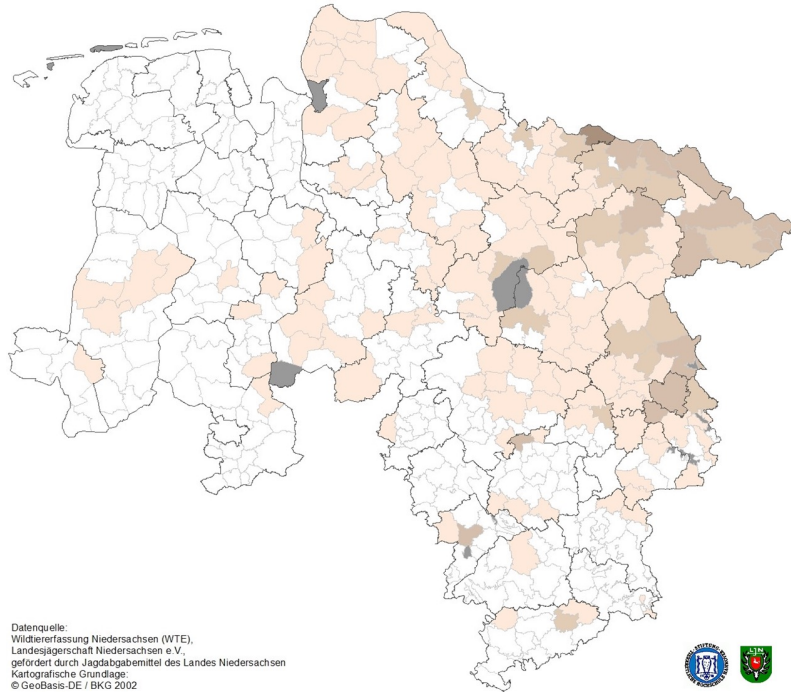 Datenquelle:
Wildtiererfassung Niedersachsen (WTE),
Landesjägerschaft Niedersachsen e.V.,
gefördert durch Jagdabgabemittel des Landes Niedersachsen
Kartografische Grundlage:
© GeoBasis-DE / BKG 2002
LJN